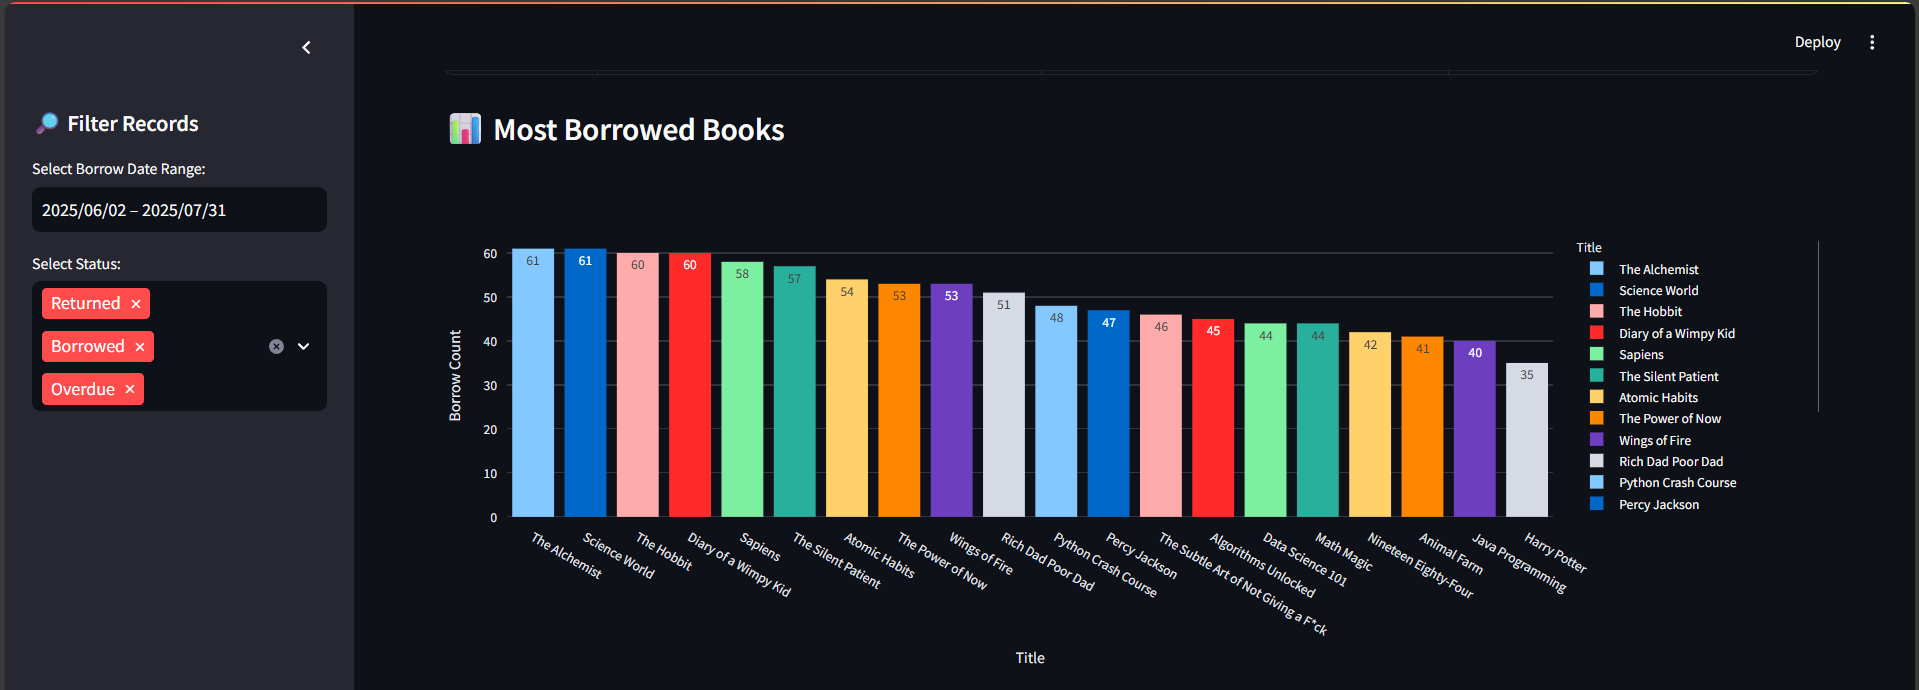 Deploy
Filter Records
Select Borrow Date Range:
2025/06/02 – 2025/07/31
Select Status:
Returned
Borrowed
Overdue
Most Borrowed Books
Borrow Count
60
50
40
30
20
10
0
61
61
60
60
58
57
54
53
53
51
48
47
46
45
44
44
42
41
40
35
The Alchemist
Science World
The Hobbit
Diary of a Wimpy Kid
Sapiens
The Silent Patient
Atomic Habits
The Power of Now
Wings of Fire
Rich Dad Poor Dad
Python Crash Course
Percy Jackson
The Subtle Art of Not Giving a F*ck
Algorithms Unlocked
Data Science 101
Math Magic
Nineteen Eighty-Four
Animal Farm
Java Programming
Harry Potter
Title
Title
The Alchemist
Science World
The Hobbit
Diary of a Wimpy Kid
Sapiens
The Silent Patient
Atomic Habits
The Power of Now
Wings of Fire
Rich Dad Poor Dad
Python Crash Course
Percy Jackson